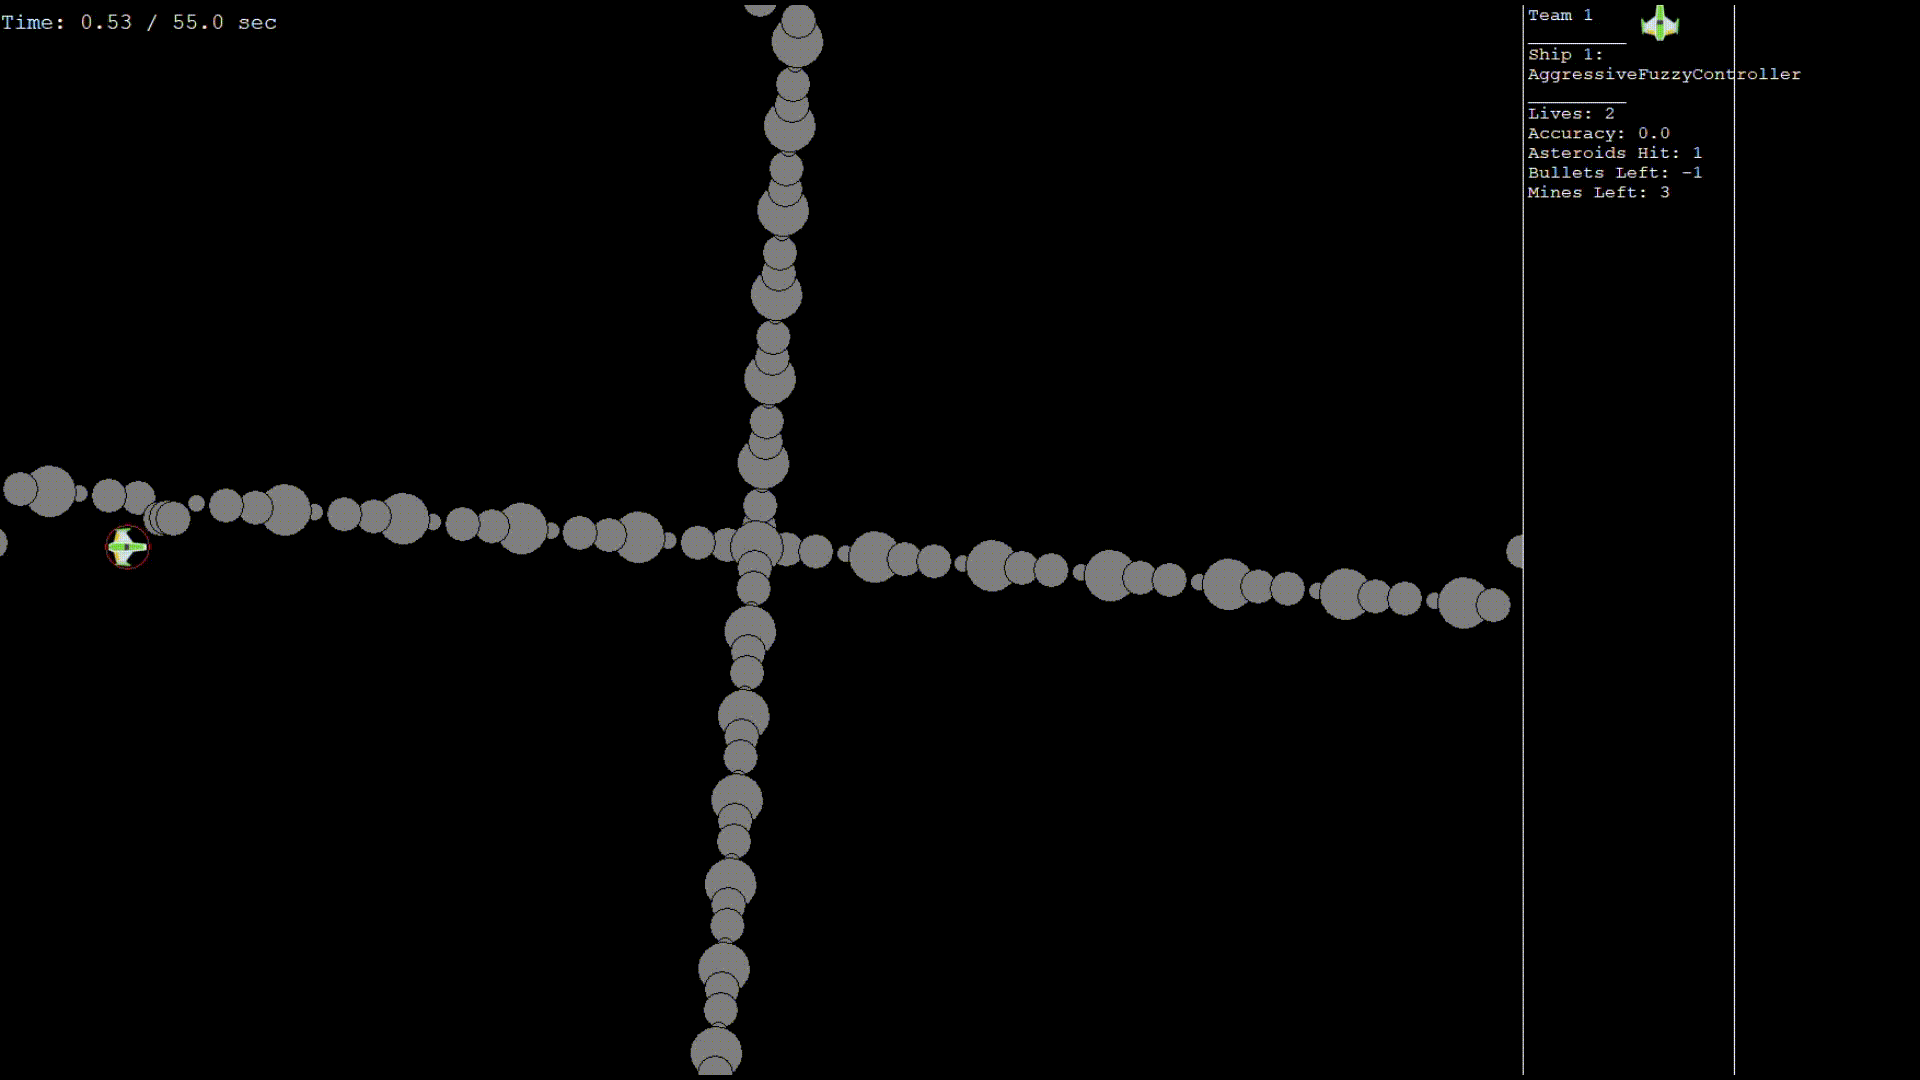 Time: 0.53 / 55.0 sec
Team 1
Ship 1:
AggressiveFuzzyController
Lives: 2
Accuracy: 0.0
Asteroids Hit: 1
Bullets Left: -1
Mines Left: 3